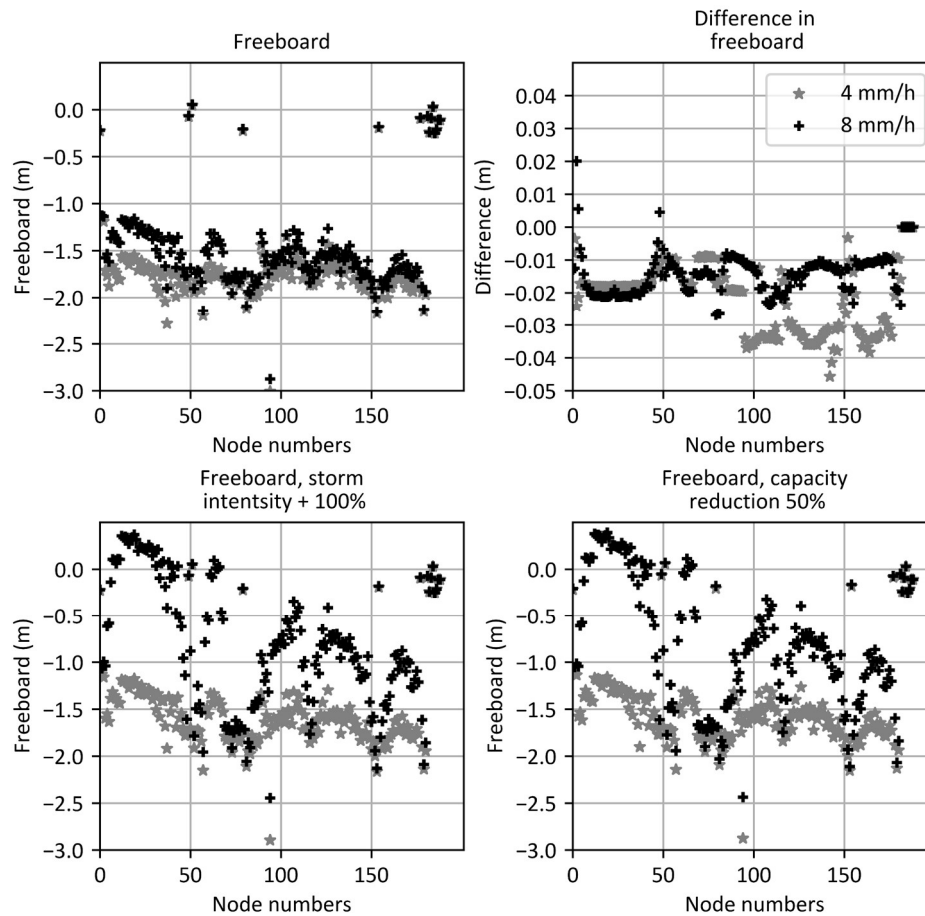 Freeboard
Difference in
freeboard
0.0
−0.5
−1.0
−1.5
−2.0
−2.5
−3.0
Freeboard (m)
0
50
100
150
Node numbers
0.04
0.03
0.02
0.01
0.00
−0.01
−0.02
−0.03
−0.04
−0.05
Difference (m)
4 mm/h
8 mm/h
0
50
100
150
Node numbers
Freeboard, storm
intentsity + 100%
0.0
−0.5
−1.0
−1.5
−2.0
−2.5
−3.0
Freeboard (m)
0
50
100
150
Node numbers
Freeboard, capacity
reduction 50%
0.0
−0.5
−1.0
−1.5
−2.0
−2.5
−3.0
Freeboard (m)
0
50
100
150
Node numbers